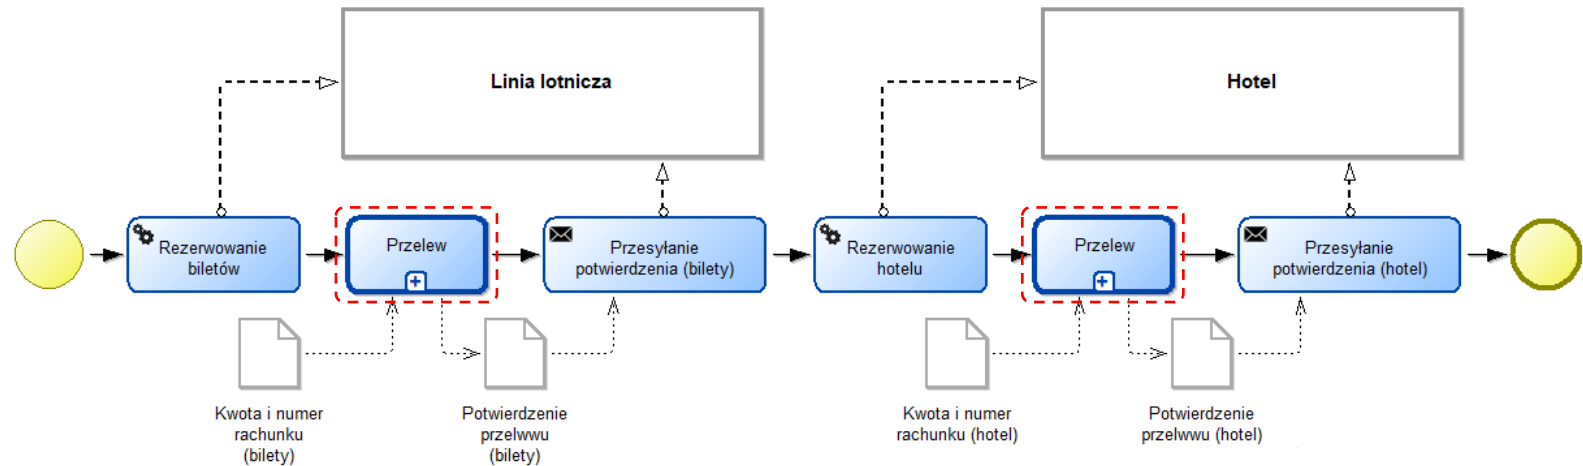 Linia lotnicza
Hotel
Rezerwowanie
biletów
Przelew
Przesyłanie
potwierdzenia (bilety)
Rezerwowanie
hotelu
Przelew
Przesyłanie
potwierdzenia (hotel)
Kwota i numer
rachunku
(bilety)
Potwierdzenie
przelwwu
(bilety)
Kwota i numer
rachunku (hotel)
Potwierdzenie
przelwwu (hotel)